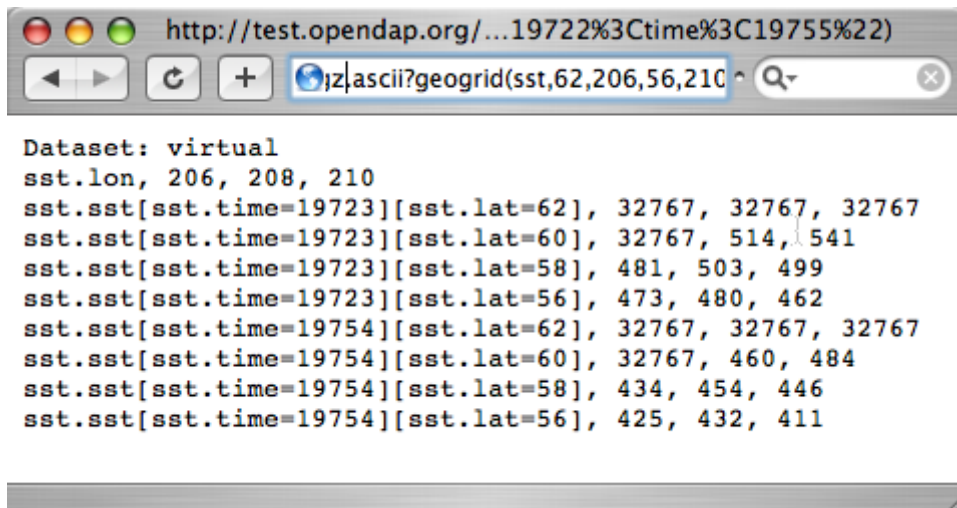 http://test.opendap.org/...19722%3Ctime%3C19755%22)
gz.ascii?geogrid(sst,62,206,56,210
Dataset: virtual
sst.lon, 206, 208, 210
sst.sst[sst.time=19723][sst.lat=62], 32767, 32767, 32767
sst.sst[sst.time=19723][sst.lat=60], 32767, 514, 541
sst.sst[sst.time=19723][sst.lat=58], 481, 503, 499
sst.sst[sst.time=19723][sst.lat=56], 473, 480, 462
sst.sst[sst.time=19754][sst.lat=62], 32767, 32767, 32767
sst.sst[sst.time=19754][sst.lat=60], 32767, 460, 484
sst.sst[sst.time=19754][sst.lat=58], 434, 454, 446
sst.sst[sst.time=19754][sst.lat=56], 425, 432, 411